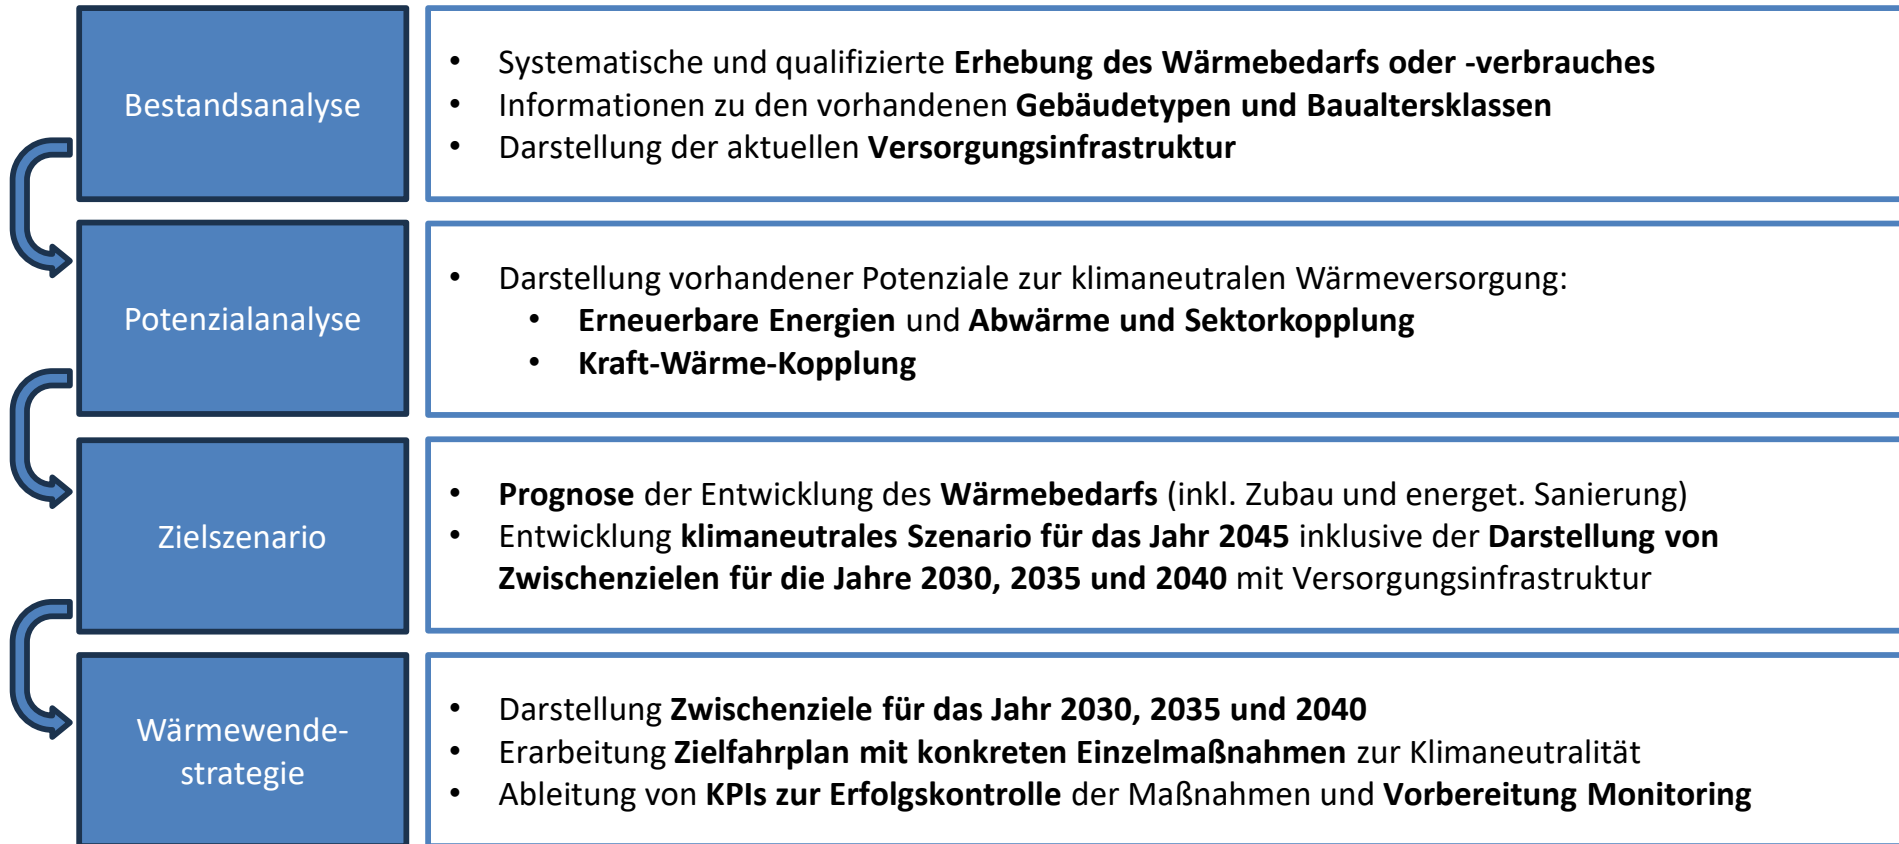 Bestandsanalyse
• Systematische und qualifizierte Erhebung des Wärmebedarfs oder -verbrauches
• Informationen zu den vorhandenen Gebäudetypen und Baualtersklassen
• Darstellung der aktuellen Versorgungsinfrastruktur
Potenzialanalyse
• Darstellung vorhandener Potenziale zur klimaneutralen Wärmeversorgung:
• Erneuerbare Energien und Abwärme und Sektorkopplung
• Kraft-Wärme-Kopplung
Zielszenario
• Prognose der Entwicklung des Wärmebedarfs (inkl. Zubau und energet. Sanierung)
• Entwicklung klimaneutrales Szenario für das Jahr 2045 inklusive der Darstellung von
Zwischenzielen für die Jahre 2030, 2035 und 2040 mit Versorgungsinfrastruktur
Wärmewende-
strategie
• Darstellung Zwischenziele für das Jahr 2030, 2035 und 2040
• Erarbeitung Zielfahrplan mit konkreten Einzelmaßnahmen zur Klimaneutralität
• Ableitung von KPIs zur Erfolgskontrolle der Maßnahmen und Vorbereitung Monitoring